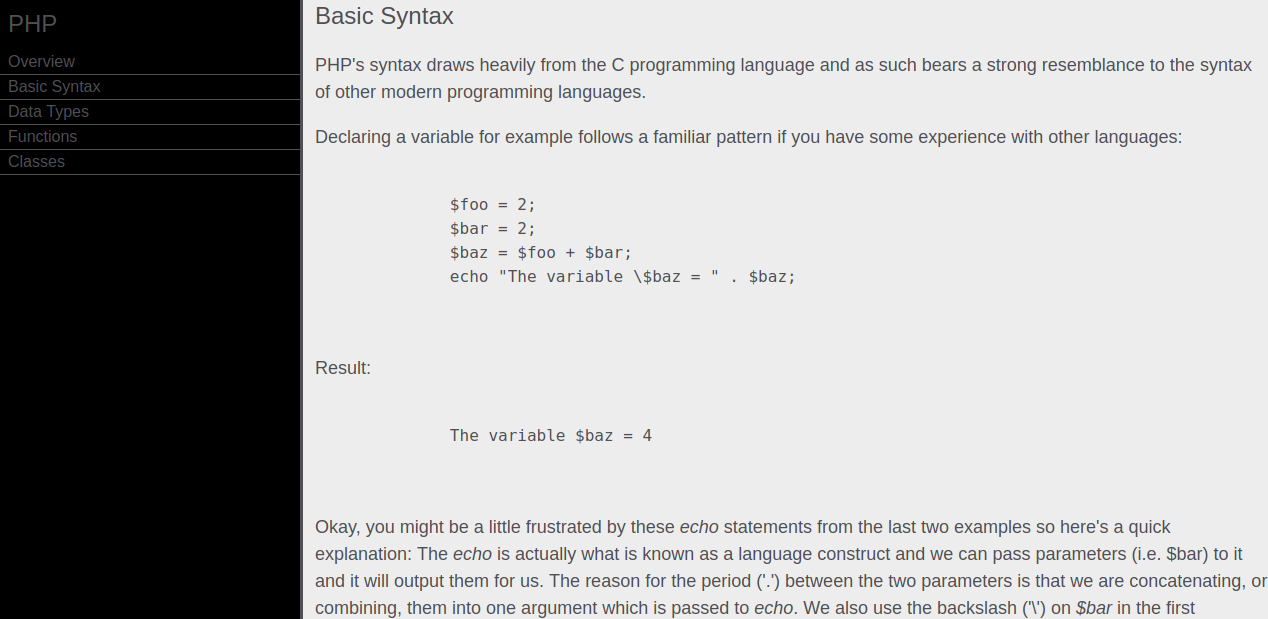 PHP
Overview
Basic Syntax
Data Types
Functions
Classes
Basic Syntax
PHP's syntax draws heavily from the C programming language and as such bears a strong resemblance to the syntax
of other modern programming languages.
Declaring a variable for example follows a familiar pattern if you have some experience with other languages:
$foo = 2;
$bar = 2;
$baz = $foo + $bar;
echo "The variable \$baz = " . $baz;
Result:
The variable $baz = 4
Okay, you might be a little frustrated by these echo statements from the last two examples so here's a quick
explanation: The echo is actually what is known as a language construct and we can pass parameters (i.e. $bar) to it
and it will output them for us. The reason for the period ('.') between the two parameters is that we are concatenating, or
combining, them into one argument which is passed to echo. We also use the backslash ('\') on $bar in the first